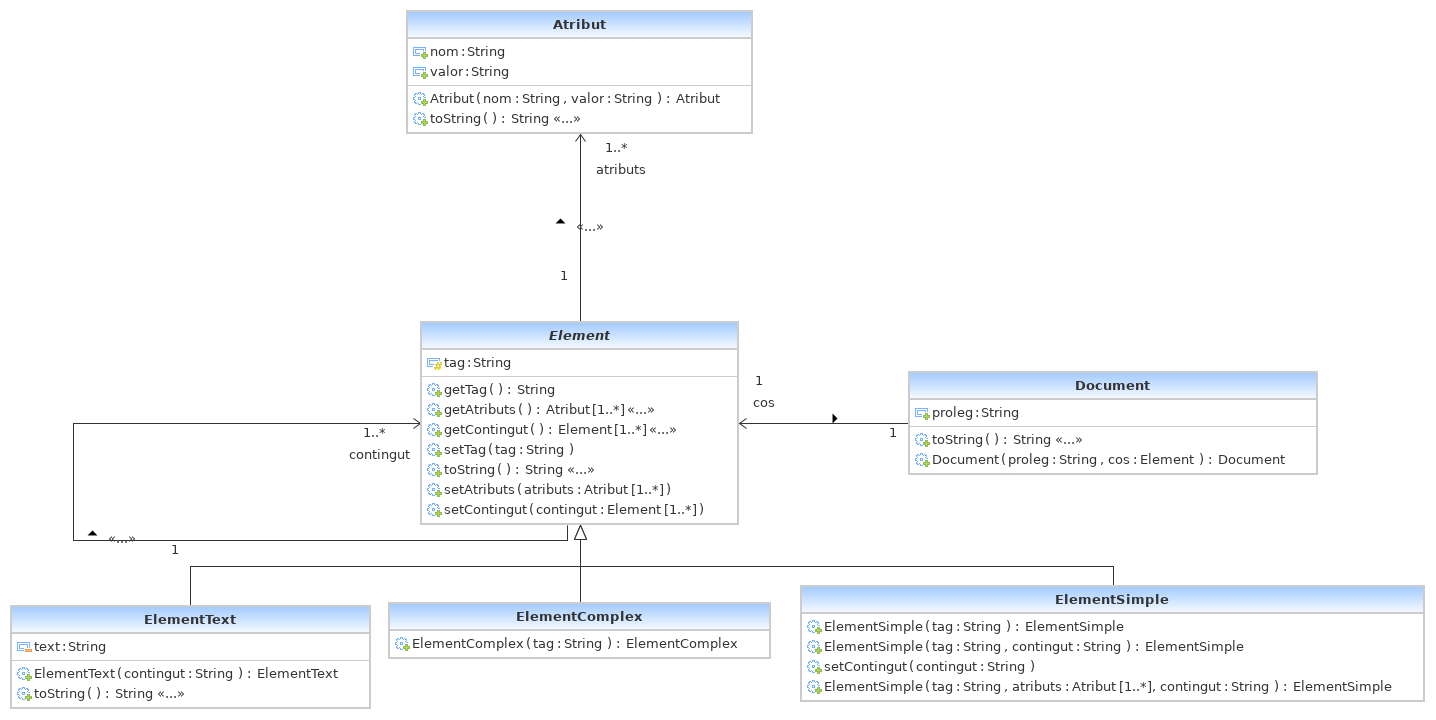 Atribut
nom:String
valor:String
Atribut(nom:String, valor:String ): Atribut
toString( ): String «...»
1..*
atributs
«...»
1
Element
tag:String
getTag( ): String
getAtributs( ): Atribut[1..*]«...»
getContingut( ): Element[1..*]«...»
setTag(tag:String )
toString( ): String «...»
setAtributs(atributs:Atribut[1..*])
setContingut(contingut:Element[1..*])
1
cos
1
Document
proleg:String
toString( ): String «...»
Document(proleg:String, cos:Element ): Document
1..*
contingut
«...»
1
ElementText
text:String
ElementText(contingut:String ): ElementText
toString( ): String «...»
ElementComplex
ElementComplex(tag:String ): ElementComplex
ElementSimple
ElementSimple(tag:String ): ElementSimple
ElementSimple(tag:String, contingut:String ): ElementSimple
setContingut(contingut:String )
ElementSimple(tag:String, atributs:Atribut[1..*], contingut:String ): ElementSimple